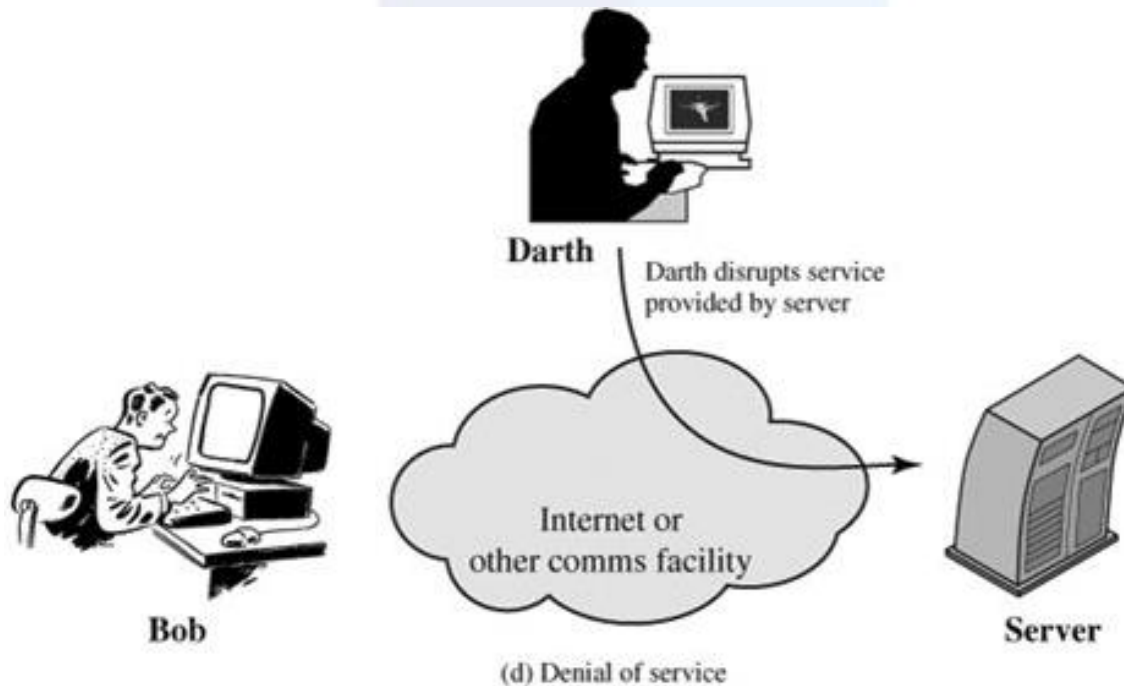 Darth
Darth disrupts service
provided by server
Internet or
other comms facility
Bob
Server
(d) Denial of service